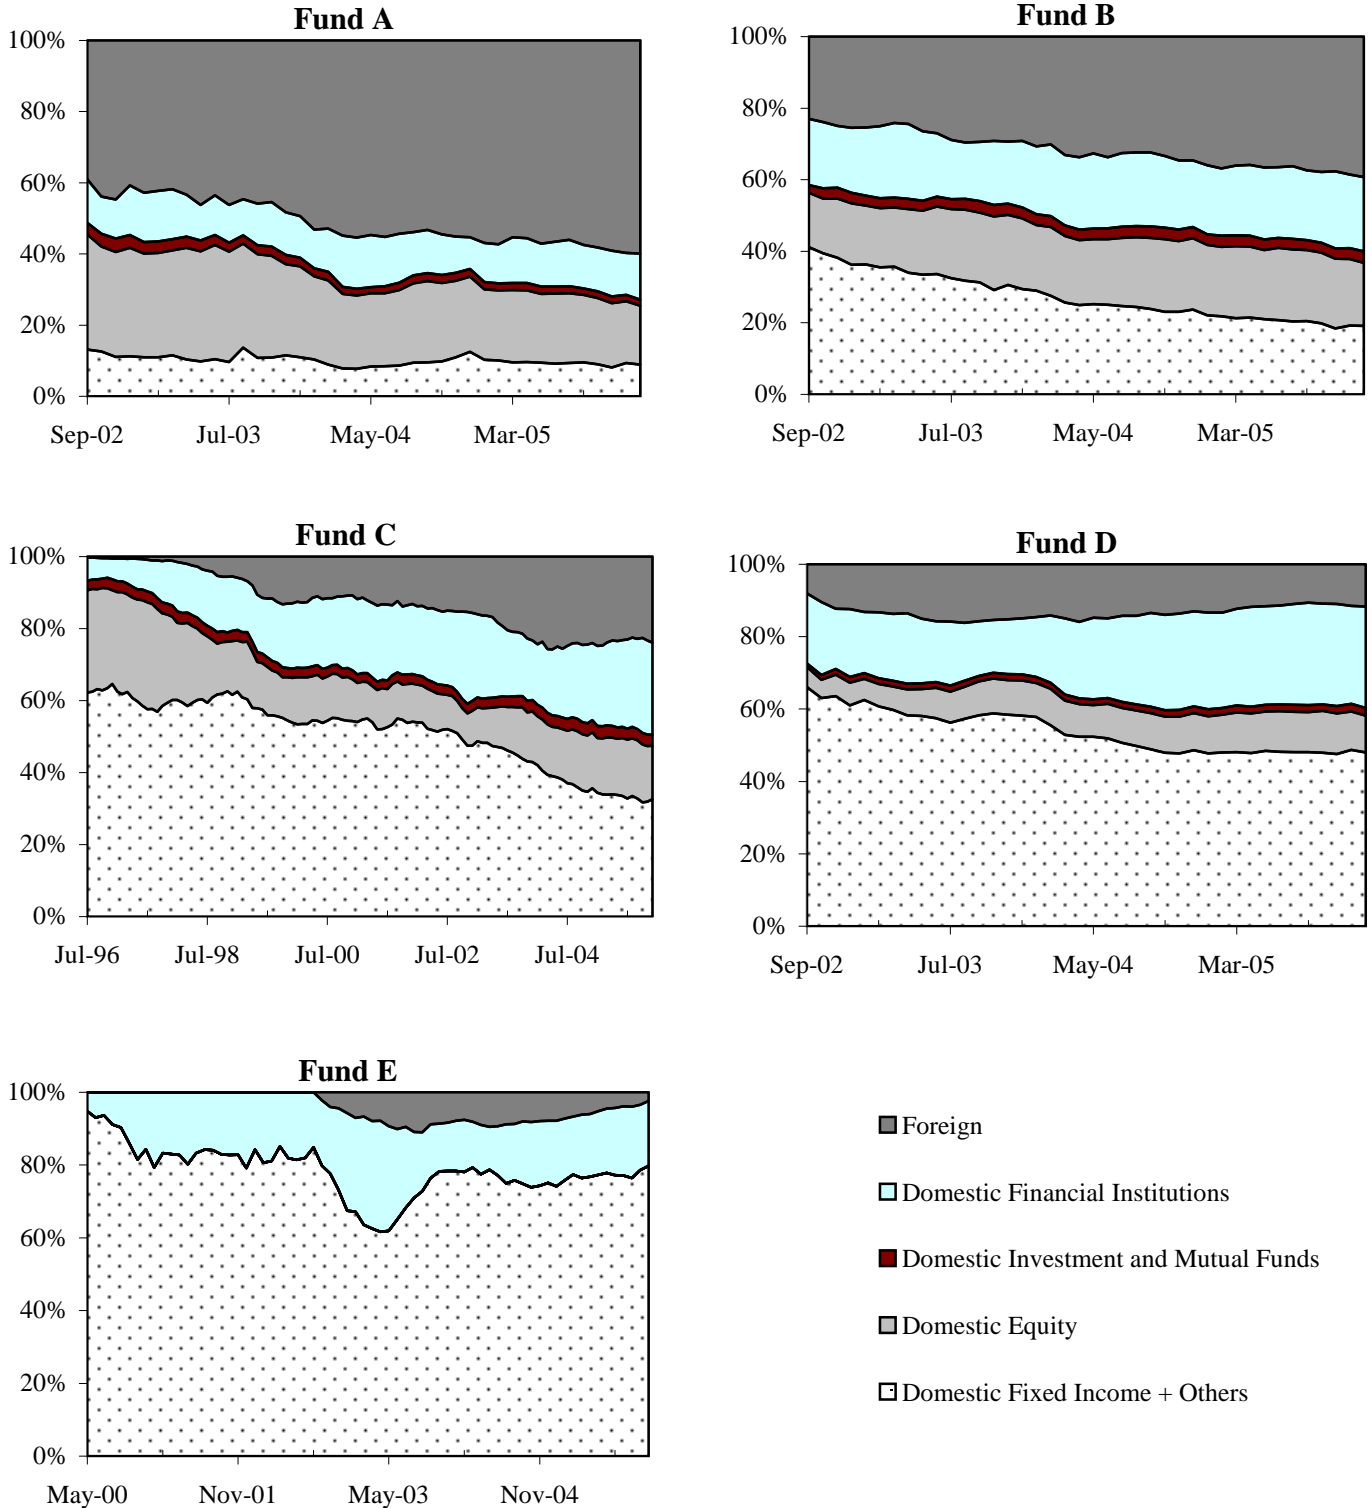 Fund A
100%
80%
60%
40%
20%
0%
Sep-02 Jul-03 May-04 Mar-05
Fund B
100%
80%
60%
40%
20%
0%
Sep-02 Jul-03 May-04 Mar-05
Fund C
100%
80%
60%
40%
20%
0%
Jul-96 Jul-98 Jul-00 Jul-02 Jul-04
Fund D
100%
80%
60%
40%
20%
0%
Sep-02 Jul-03 May-04 Mar-05
Fund E
100%
80%
60%
40%
20%
0%
May-00 Nov-01 May-03 Nov-04
Foreign
Domestic Financial Institutions
Domestic Investment and Mutual Funds
Domestic Equity
Domestic Fixed Income + Others